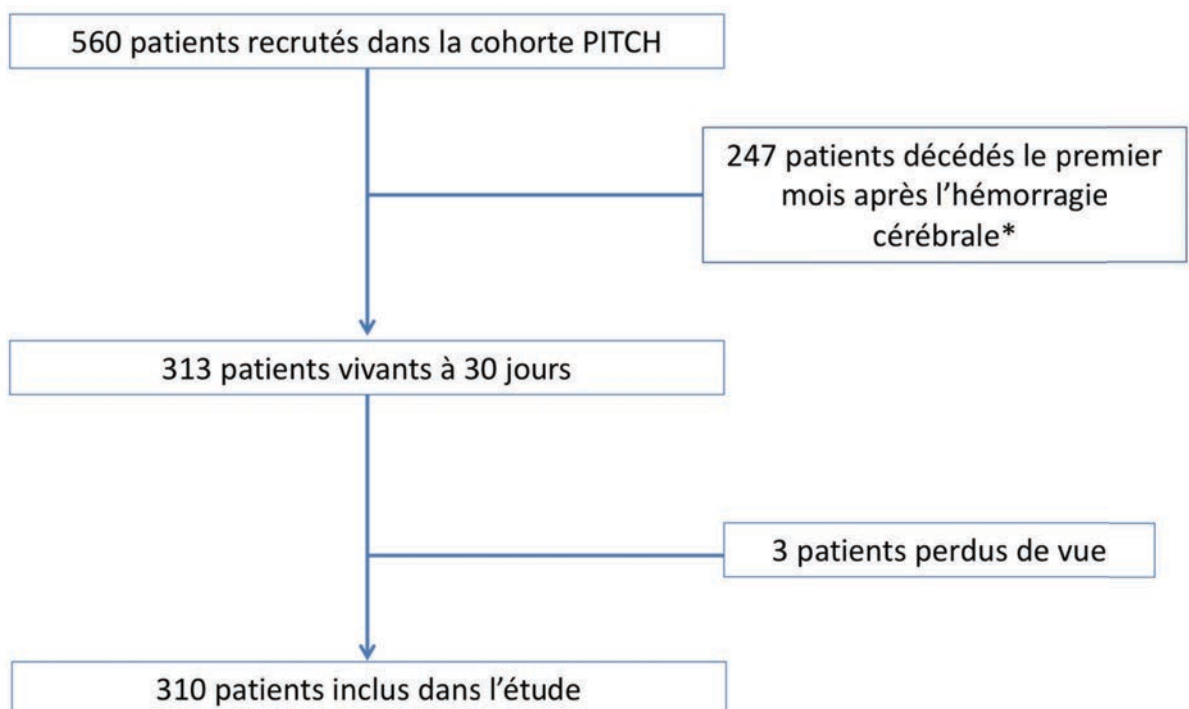 560 patients recrutés dans la cohorte PITCH
247 patients décédés le premier
mois après l'hémorragie
cérébrale*
313 patients vivants à 30 jours
3 patients perdus de vue
310 patients inclus dans l'étude